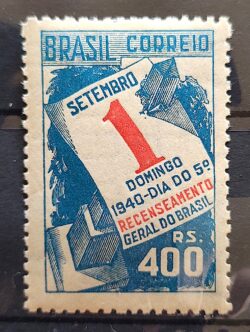 BRASIL CORREIO
SETEMBRO
1
DOMINGO
1940-DIA DO 5º
RECENSEAMENTO
GERAL DO BRASIL
RS.
400